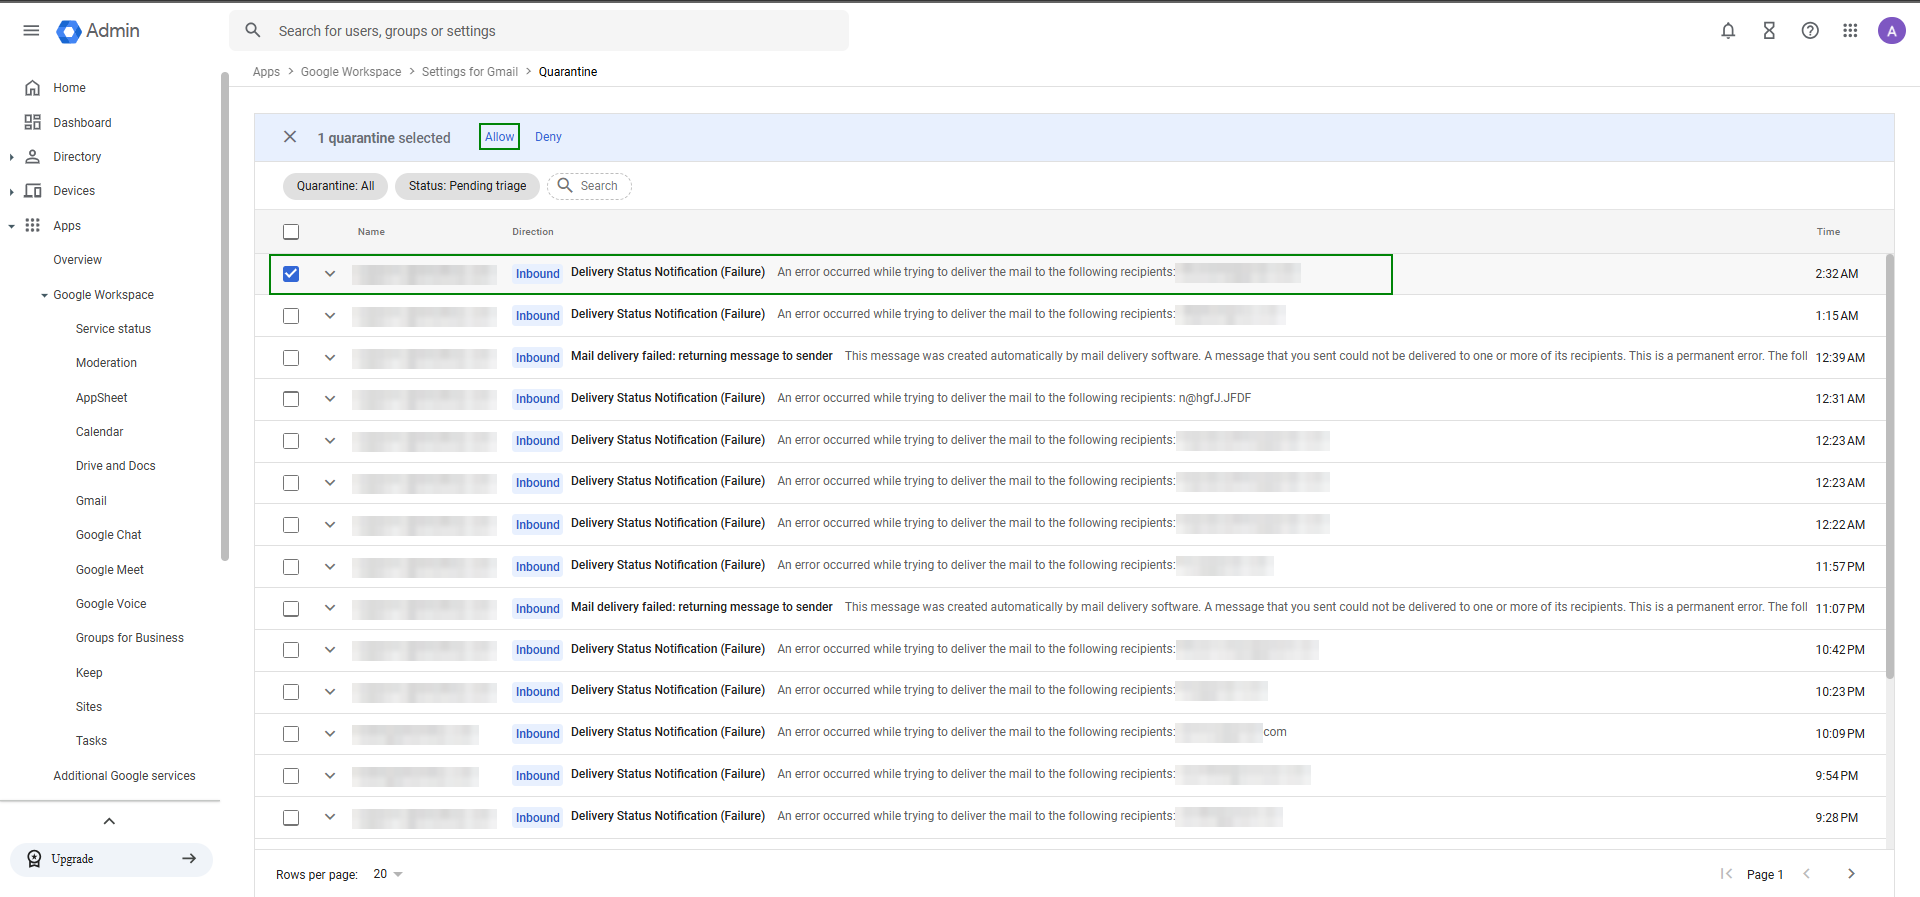 Admin
Search for users, groups or settings
A
Apps > Google Workspace > Settings for Gmail > Quarantine
Home
Dashboard
Directory
Devices
Apps
Overview
Google Workspace
Service status
Moderation
AppSheet
Calendar
Drive and Docs
Gmail
Google Chat
Google Meet
Google Voice
Groups for Business
Keep
Sites
Tasks
Additional Google services
Upgrade
1 quarantine selected Allow Deny
Quarantine: All Status: Pending triage Search
Name Direction Time
Inbound Delivery Status Notification (Failure) An error occurred while trying to deliver the mail to the following recipients: 2:32 AM
Inbound Delivery Status Notification (Failure) An error occurred while trying to deliver the mail to the following recipients: 1:15 AM
Inbound Mail delivery failed: returning message to sender This message was created automatically by mail delivery software. A message that you sent could not be delivered to one or more of its recipients. This is a permanent error. The foll 12:39 AM
Inbound Delivery Status Notification (Failure) An error occurred while trying to deliver the mail to the following recipients: n@hgfJ.JFDF 12:31 AM
Inbound Delivery Status Notification (Failure) An error occurred while trying to deliver the mail to the following recipients: 12:23 AM
Inbound Delivery Status Notification (Failure) An error occurred while trying to deliver the mail to the following recipients: 12:23 AM
Inbound Delivery Status Notification (Failure) An error occurred while trying to deliver the mail to the following recipients: 12:22 AM
Inbound Delivery Status Notification (Failure) An error occurred while trying to deliver the mail to the following recipients: 11:57 PM
Inbound Mail delivery failed: returning message to sender This message was created automatically by mail delivery software. A message that you sent could not be delivered to one or more of its recipients. This is a permanent error. The foll 11:07 PM
Inbound Delivery Status Notification (Failure) An error occurred while trying to deliver the mail to the following recipients: 10:42 PM
Inbound Delivery Status Notification (Failure) An error occurred while trying to deliver the mail to the following recipients: 10:23 PM
Inbound Delivery Status Notification (Failure) An error occurred while trying to deliver the mail to the following recipients: com 10:09 PM
Inbound Delivery Status Notification (Failure) An error occurred while trying to deliver the mail to the following recipients: 9:54 PM
Inbound Delivery Status Notification (Failure) An error occurred while trying to deliver the mail to the following recipients: 9:28 PM
Rows per page: 20 Page 1